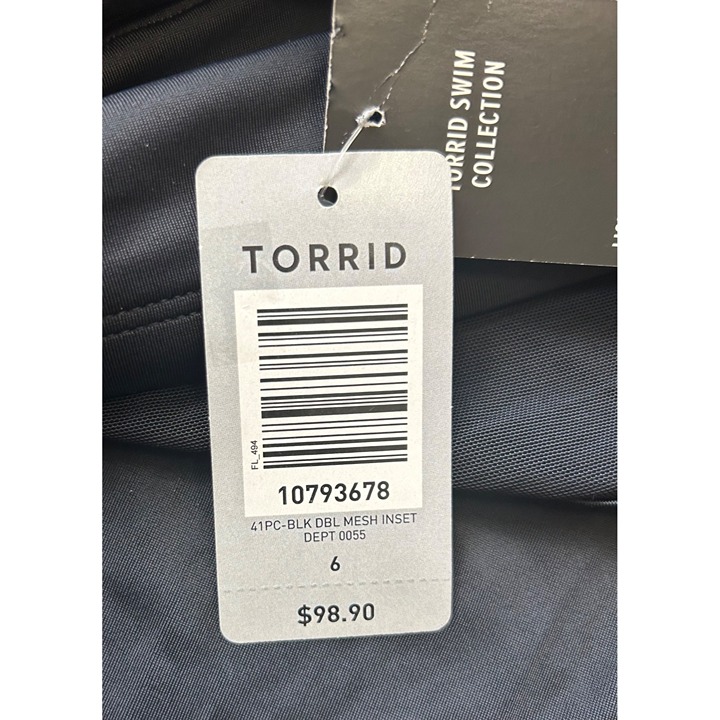 TORRID SWIM
COLLECTION
TORRID
FL_494
10793678
41PC-BLK DBL MESH INSET
DEPT 0055
6
$98.90